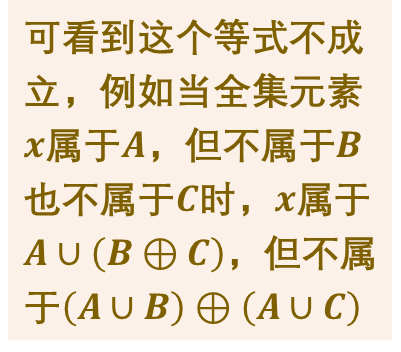 可看到这个等式不成
立，例如当全集元素
x属于A，但不属于B
也不属于C时，x属于
A ∪ (B ⊕ C)，但不属
于(A ∪ B) ⊕ (A ∪ C)